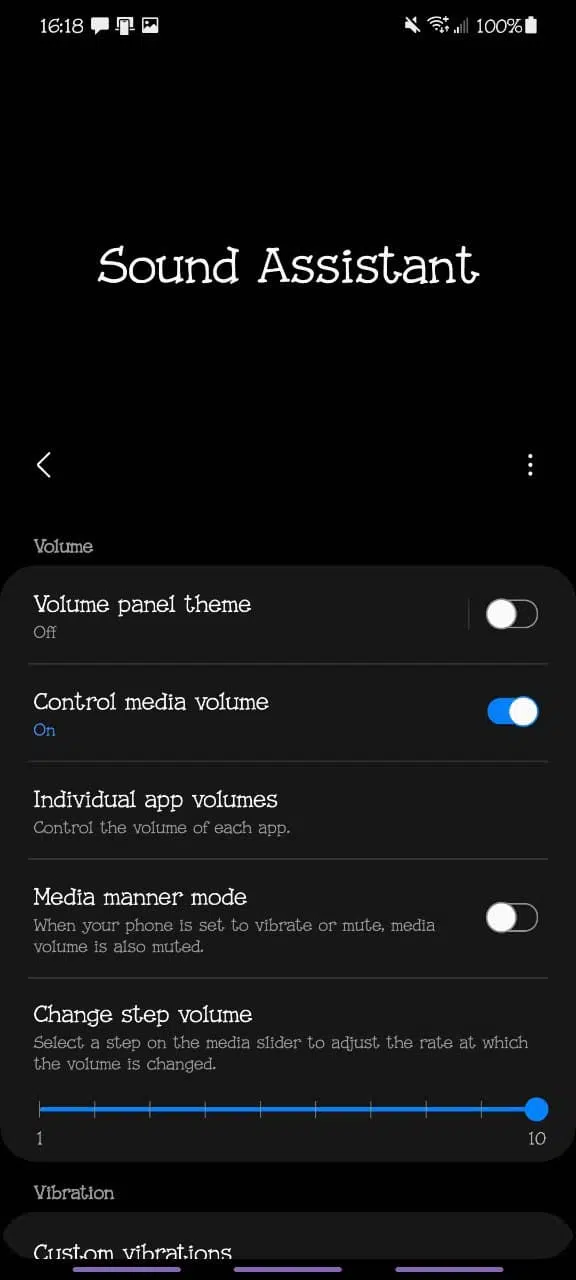 16:18
100%
Sound Assistant
Volume
Volume panel theme
Off
Control media volume
On
Individual app volumes
Control the volume of each app.
Media manner mode
When your phone is set to vibrate or mute, media
volume is also muted.
Change step volume
Select a step on the media slider to adjust the rate at which
the volume is changed.
1
10
Vibration
Custom vibrations